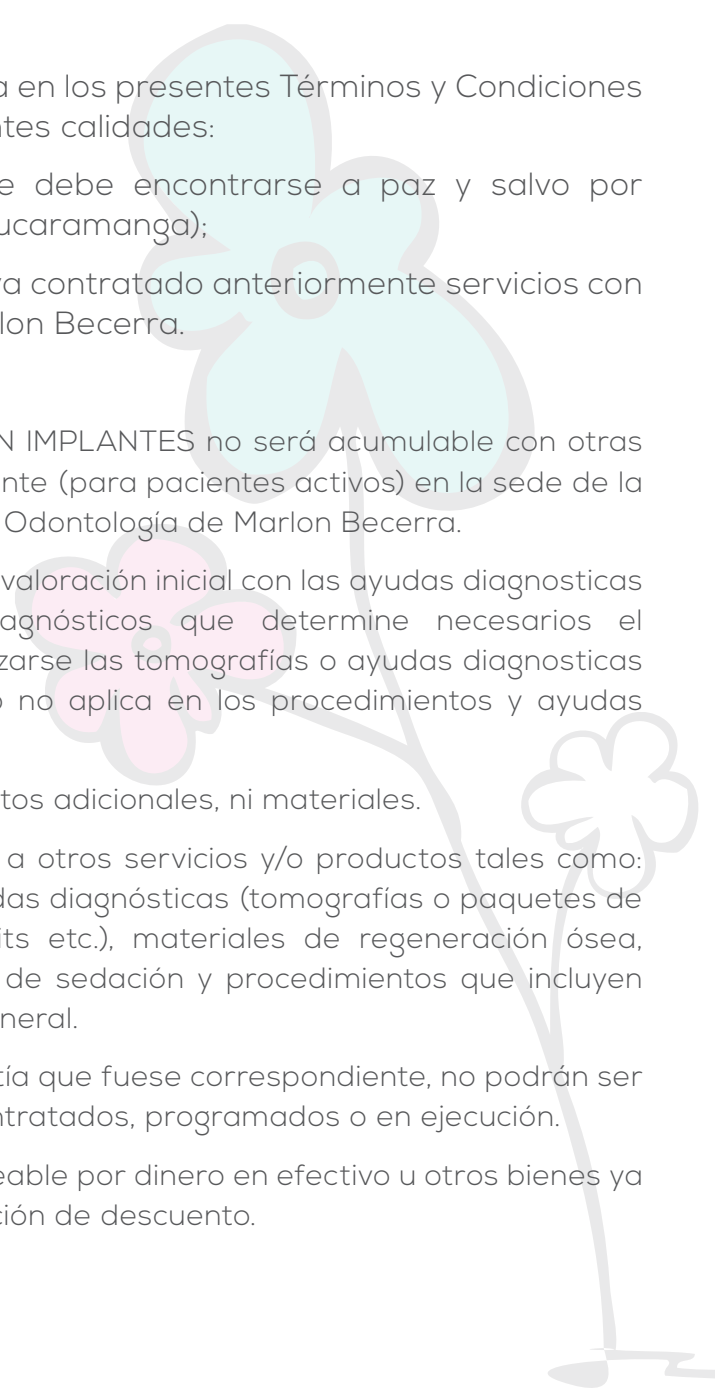 a en los presentes Términos y Condiciones
ntes calidades:
e debe encontrarse a paz y salvo por
ucaramanga);
ya contratado anteriormente servicios con
rlon Becerra.
N IMPLANTES no será acumulable con otras
nte (para pacientes activos) en la sede de la
Odontología de Marlon Becerra.
valoración inicial con las ayudas diagnosticas
agnósticos que determine necesarios el
zarse las tomografías o ayudas diagnosticas
o no aplica en los procedimientos y ayudas
tos adicionales, ni materiales.
a otros servicios y/o productos tales como:
das diagnósticas (tomografías o paquetes de
its etc.), materiales de regeneración ósea,
de sedación y procedimientos que incluyen
neral.
tía que fuese correspondiente, no podrán ser
ntratados, programados o en ejecución.
eable por dinero en efectivo u otros bienes ya
ción de descuento.